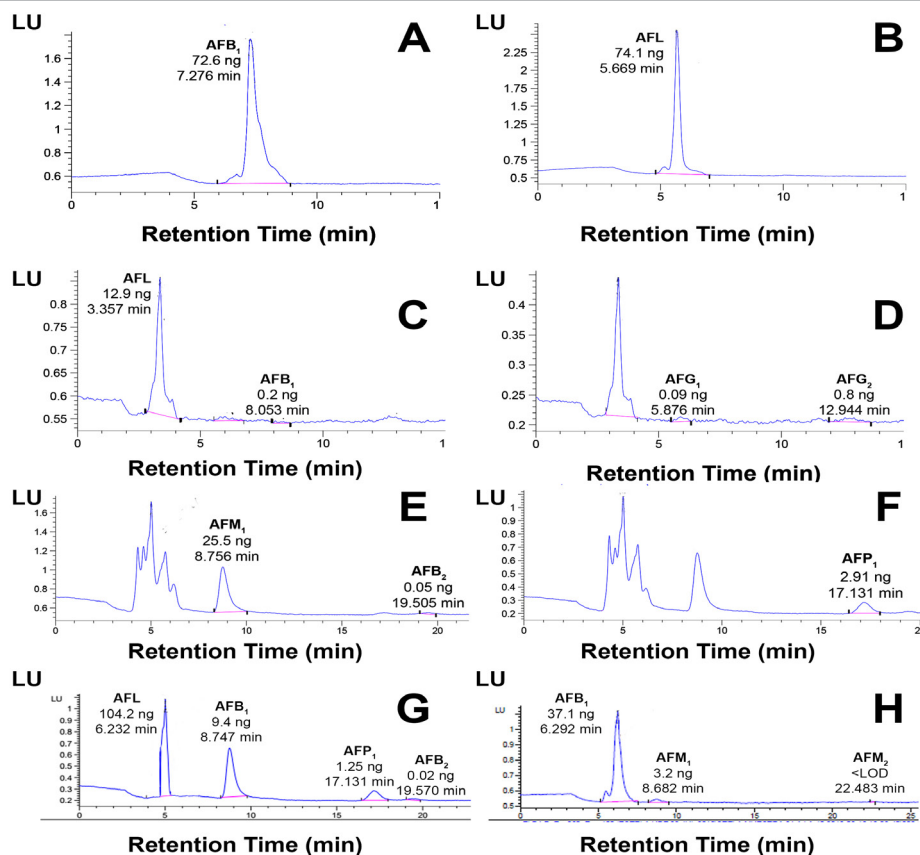 LU
A
AFB1
72.6 ng
7.276 min
1.6
1.4
1.2
1
0.8
0.6
0 5 10 1
Retention Time (min)
LU
B
AFL
74.1 ng
5.669 min
2.25
2
1.75
1.5
1.25
1
0.75
0.5
0 5 10 1
Retention Time (min)
LU
C
AFL
12.9 ng
3.357 min
AFB1
0.2 ng
8.053 min
0.8
0.75
0.7
0.65
0.6
0.55
0 5 10 1
Retention Time (min)
LU
D
AFG1
0.09 ng
5.876 min
AFG2
0.8 ng
12.944 min
0.4
0.35
0.3
0.25
0.2
0 5 10 1
Retention Time (min)
LU
E
AFM1
25.5 ng
8.756 min
AFB2
0.05 ng
19.505 min
1.6
1.4
1.2
1
0.8
0.6
0 5 10 15 20
Retention Time (min)
LU
F
AFP1
2.91 ng
17.131 min
1
0.9
0.8
0.7
0.6
0.5
0.4
0.3
0.2
0 5 10 15 20
Retention Time (min)
LU
LU
G
AFL
104.2 ng
6.232 min
AFB1
9.4 ng
8.747 min
AFP1
1.25 ng
17.131 min
AFB2
0.02 ng
19.570 min
1
0.9
0.8
0.7
0.6
0.5
0.4
0.3
0.2
0 5 10 15 20
Retention Time (min)
LU
LU
H
AFB1
37.1 ng
6.292 min
AFM1
3.2 ng
8.682 min
AFM2
<LOD
22.483 min
1.1
1
0.9
0.8
0.7
0.6
0.5
0 5 10 15 20 25
Retention Time (min)